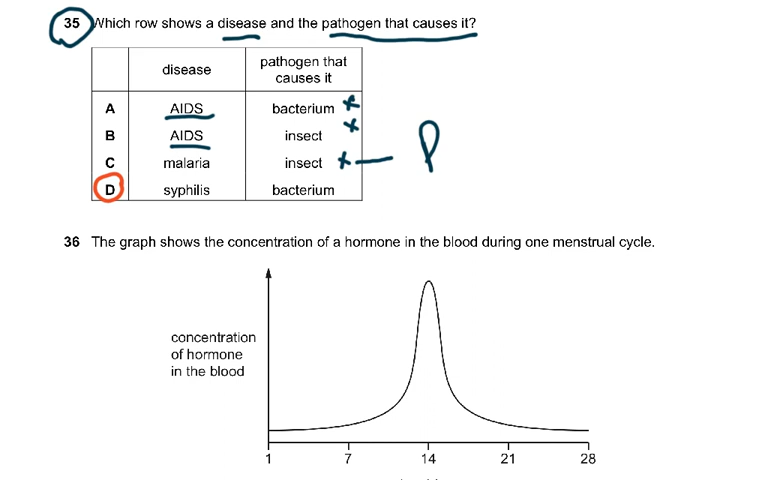 35 Which row shows a disease and the pathogen that causes it?
disease
pathogen that
causes it
A AIDS bacterium
B AIDS insect
C malaria insect
D syphilis bacterium
P
36 The graph shows the concentration of a hormone in the blood during one menstrual cycle.
concentration
of hormone
in the blood
1 7 14 21 28